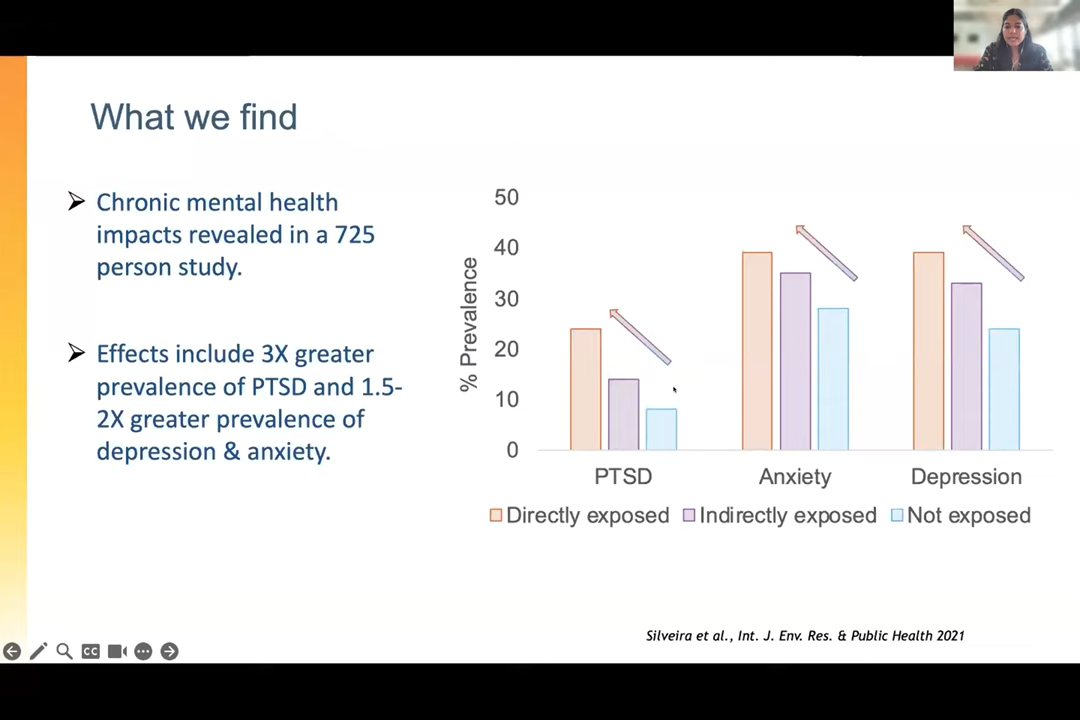 What we find
➢ Chronic mental health
impacts revealed in a 725
person study.
➢ Effects include 3X greater
prevalence of PTSD and 1.5-
2X greater prevalence of
depression & anxiety.
% Prevalence
50
40
30
20
10
0
PTSD Anxiety Depression
Directly exposed Indirectly exposed Not exposed
Silveira et al., Int. J. Env. Res. & Public Health 2021
CC